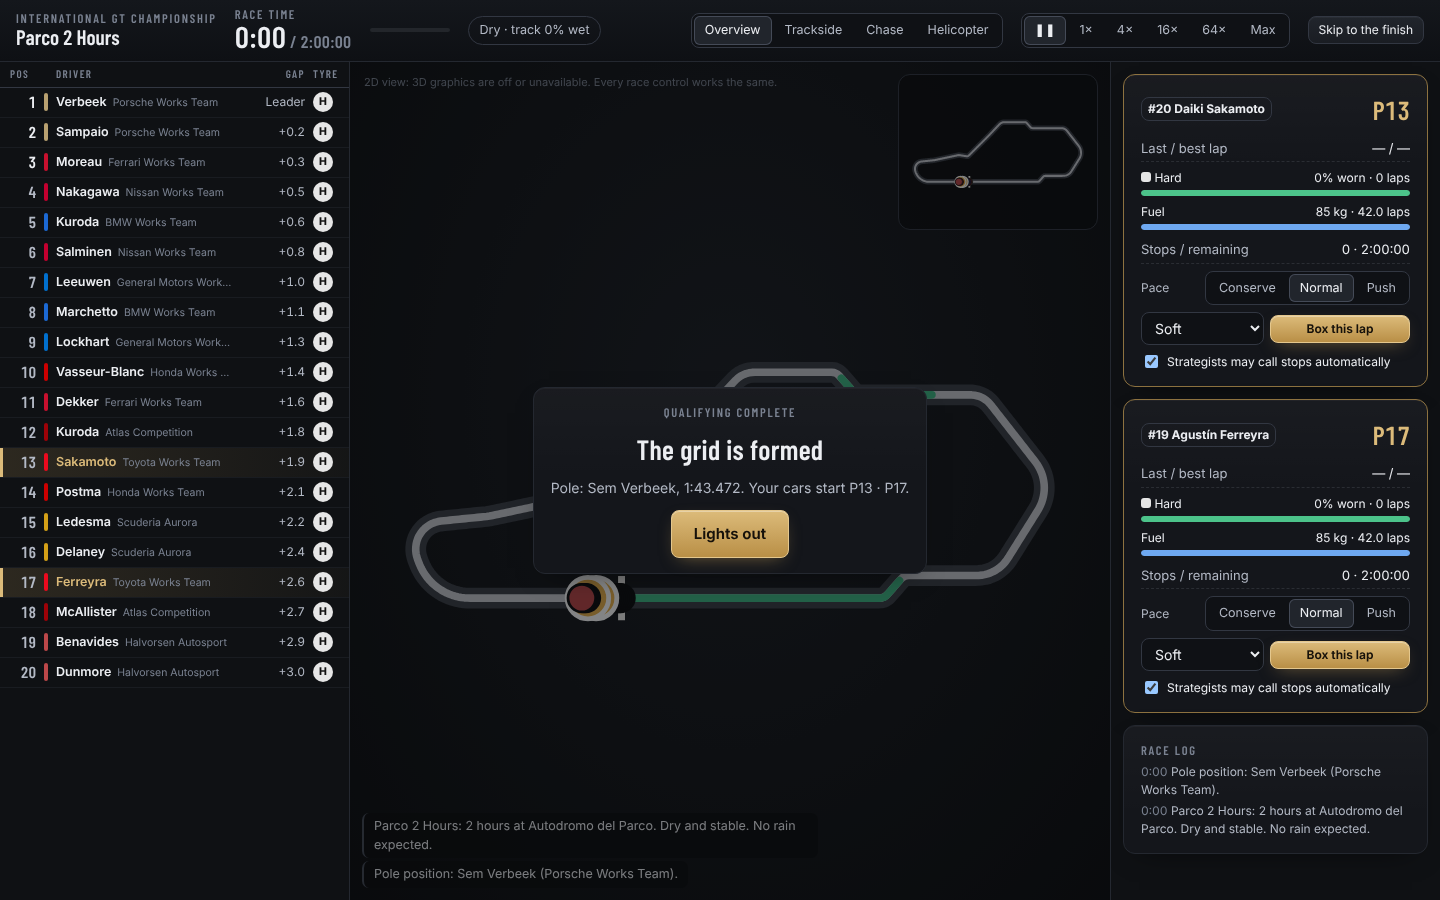 INTERNATIONAL GT CHAMPIONSHIP
Parco 2 Hours
RACE TIME
0:00 / 2:00:00
Dry · track 0% wet
Overview Trackside Chase Helicopter
1× 4× 16× 64× Max
Skip to the finish
POS DRIVER GAP TYRE
1 Verbeek Porsche Works Team Leader H
2 Sampaio Porsche Works Team +0.2 H
3 Moreau Ferrari Works Team +0.3 H
4 Nakagawa Nissan Works Team +0.5 H
5 Kuroda BMW Works Team +0.6 H
6 Salminen Nissan Works Team +0.8 H
7 Leeuwen General Motors Work... +1.0 H
8 Marchetto BMW Works Team +1.1 H
9 Lockhart General Motors Work... +1.3 H
10 Vasseur-Blanc Honda Works ... +1.4 H
11 Dekker Ferrari Works Team +1.6 H
12 Kuroda Atlas Competition +1.8 H
13 Sakamoto Toyota Works Team +1.9 H
14 Postma Honda Works Team +2.1 H
15 Ledesma Scuderia Aurora +2.2 H
16 Delaney Scuderia Aurora +2.4 H
17 Ferreyra Toyota Works Team +2.6 H
18 McAllister Atlas Competition +2.7 H
19 Benavides Halvorsen Autosport +2.9 H
20 Dunmore Halvorsen Autosport +3.0 H
2D view: 3D graphics are off or unavailable. Every race control works the same.
QUALIFYING COMPLETE
The grid is formed
Pole: Sem Verbeek, 1:43.472. Your cars start P13 · P17.
Lights out
Parco 2 Hours: 2 hours at Autodromo del Parco. Dry and stable. No rain
expected.
Pole position: Sem Verbeek (Porsche Works Team).
#20 Daiki Sakamoto P13
Last / best lap — / —
Hard 0% worn · 0 laps
Fuel 85 kg · 42.0 laps
Stops / remaining 0 · 2:00:00
Pace Conserve Normal Push
Soft Box this lap
Strategists may call stops automatically
#19 Agustín Ferreyra P17
Last / best lap — / —
Hard 0% worn · 0 laps
Fuel 85 kg · 42.0 laps
Stops / remaining 0 · 2:00:00
Pace Conserve Normal Push
Soft Box this lap
Strategists may call stops automatically
RACE LOG
0:00 Pole position: Sem Verbeek (Porsche
Works Team).
0:00 Parco 2 Hours: 2 hours at Autodromo del
Parco. Dry and stable. No rain expected.